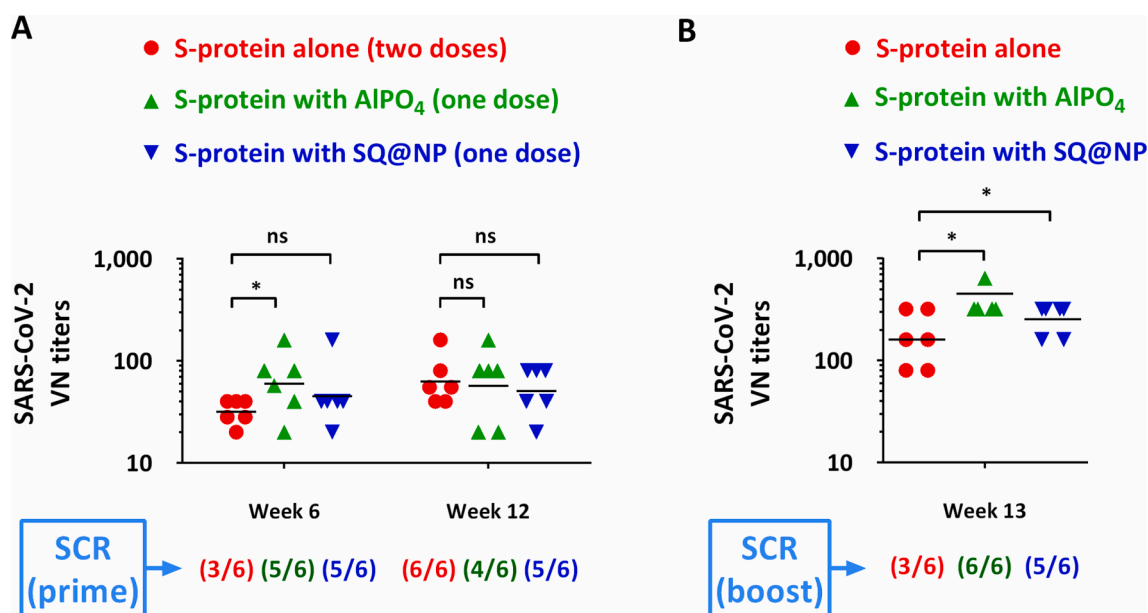 A
S-protein alone (two doses)
S-protein with AlPO4 (one dose)
S-protein with SQ@NP (one dose)
SARS-CoV-2
VN titers
1,000
100
10
ns
*
ns
ns
Week 6
Week 12
SCR
(prime)
(3/6) (5/6) (5/6)
(6/6) (4/6) (5/6)
B
S-protein alone
S-protein with AlPO4
S-protein with SQ@NP
SARS-CoV-2
VN titers
1,000
100
10
*
*
Week 13
SCR
(boost)
(3/6) (6/6) (5/6)